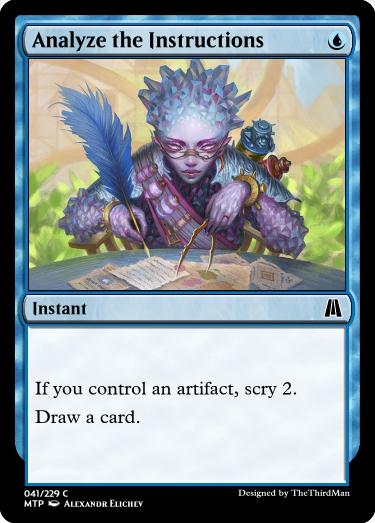 Analyze the Instructions
Instant
If you control an artifact, scry 2.
Draw a card.
041/229 C
Designed by TheThirdMan
MTP Alexandr Elichev